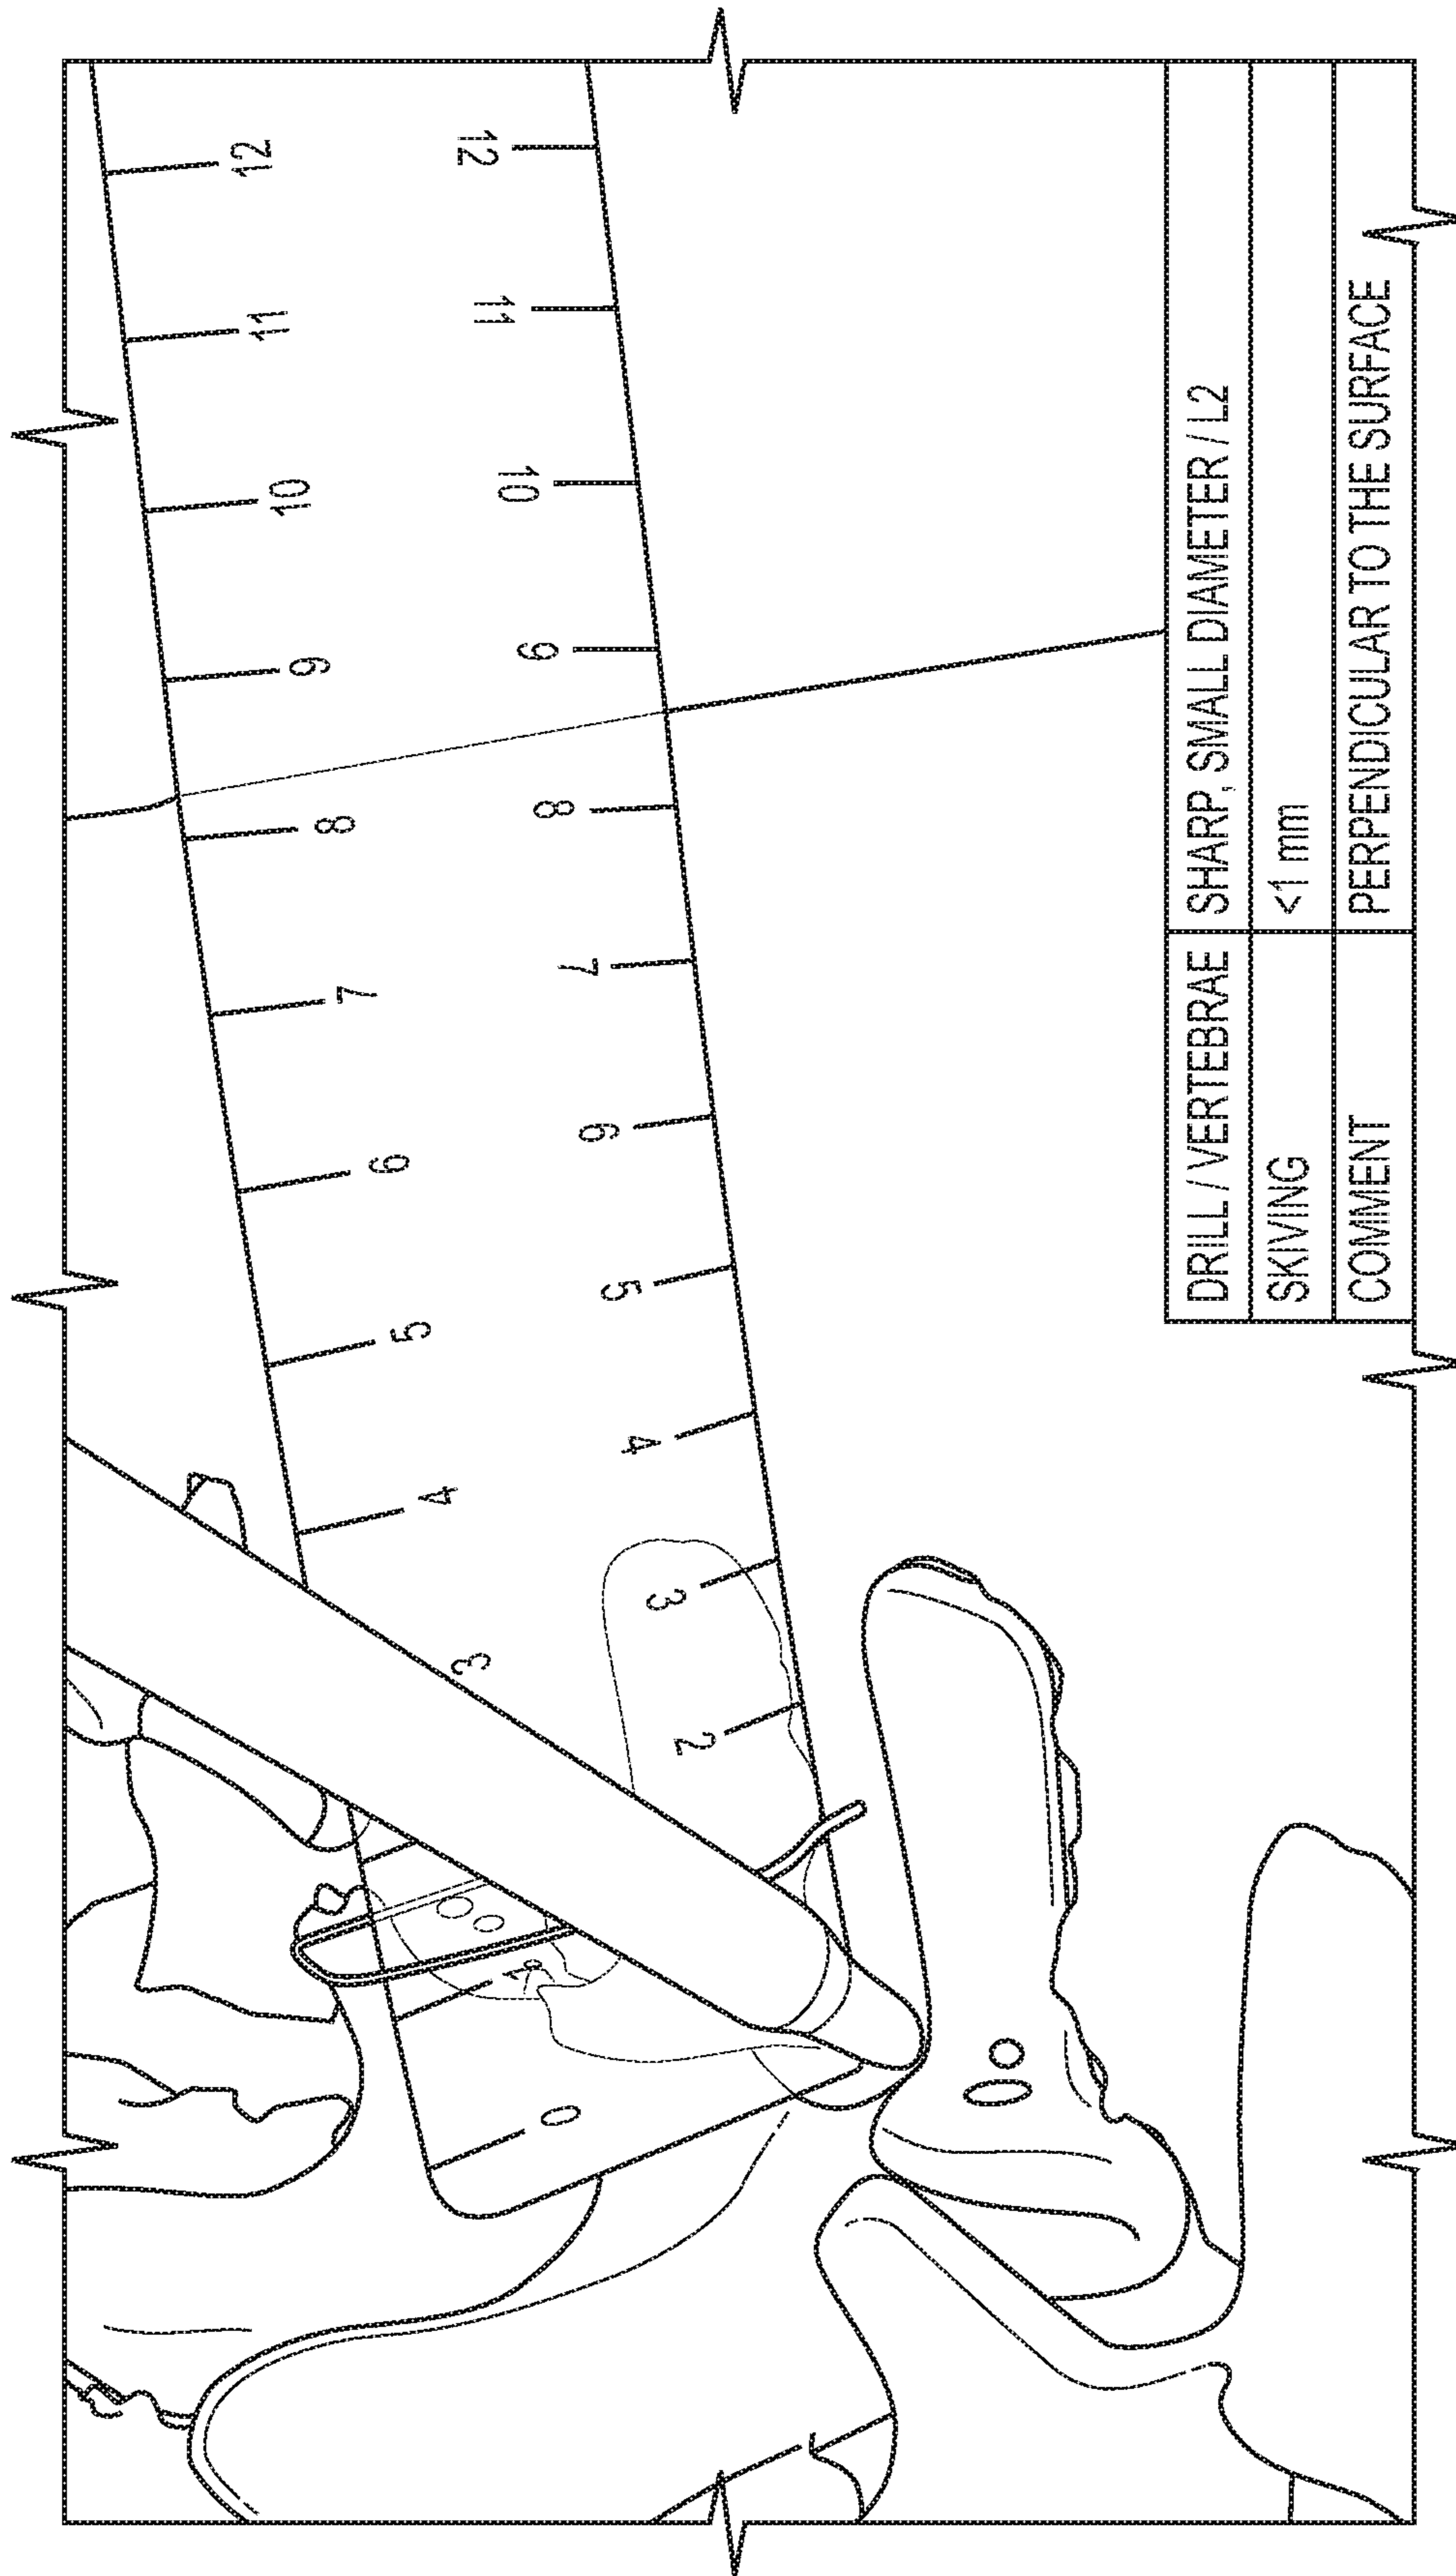 0 3 4 5 6 7 8 9 10 11 12
2 3 4 5 6 7 8 9 10 11 12
DRILL / VERTEBRAE SHARP, SMALL DIAMETER / L2
SKIVING <1 mm
COMMENT PERPENDICULAR TO THE SURFACE